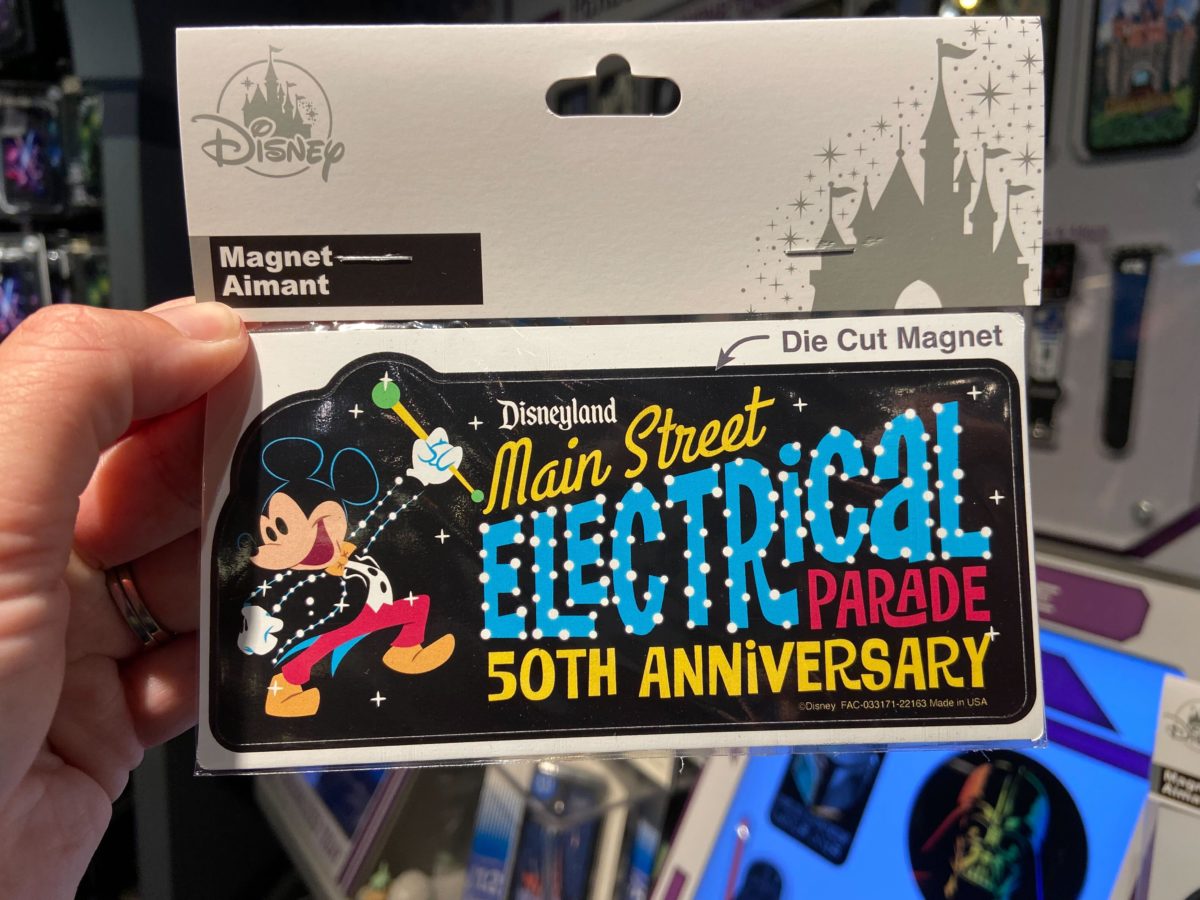 Disney
Magnet
Aimant
Die Cut Magnet
Disneyland
Main Street
ELECTRiCaL
PARADE
50TH ANNiVERSARY
©Disney FAC-033171-22163 Made in USA